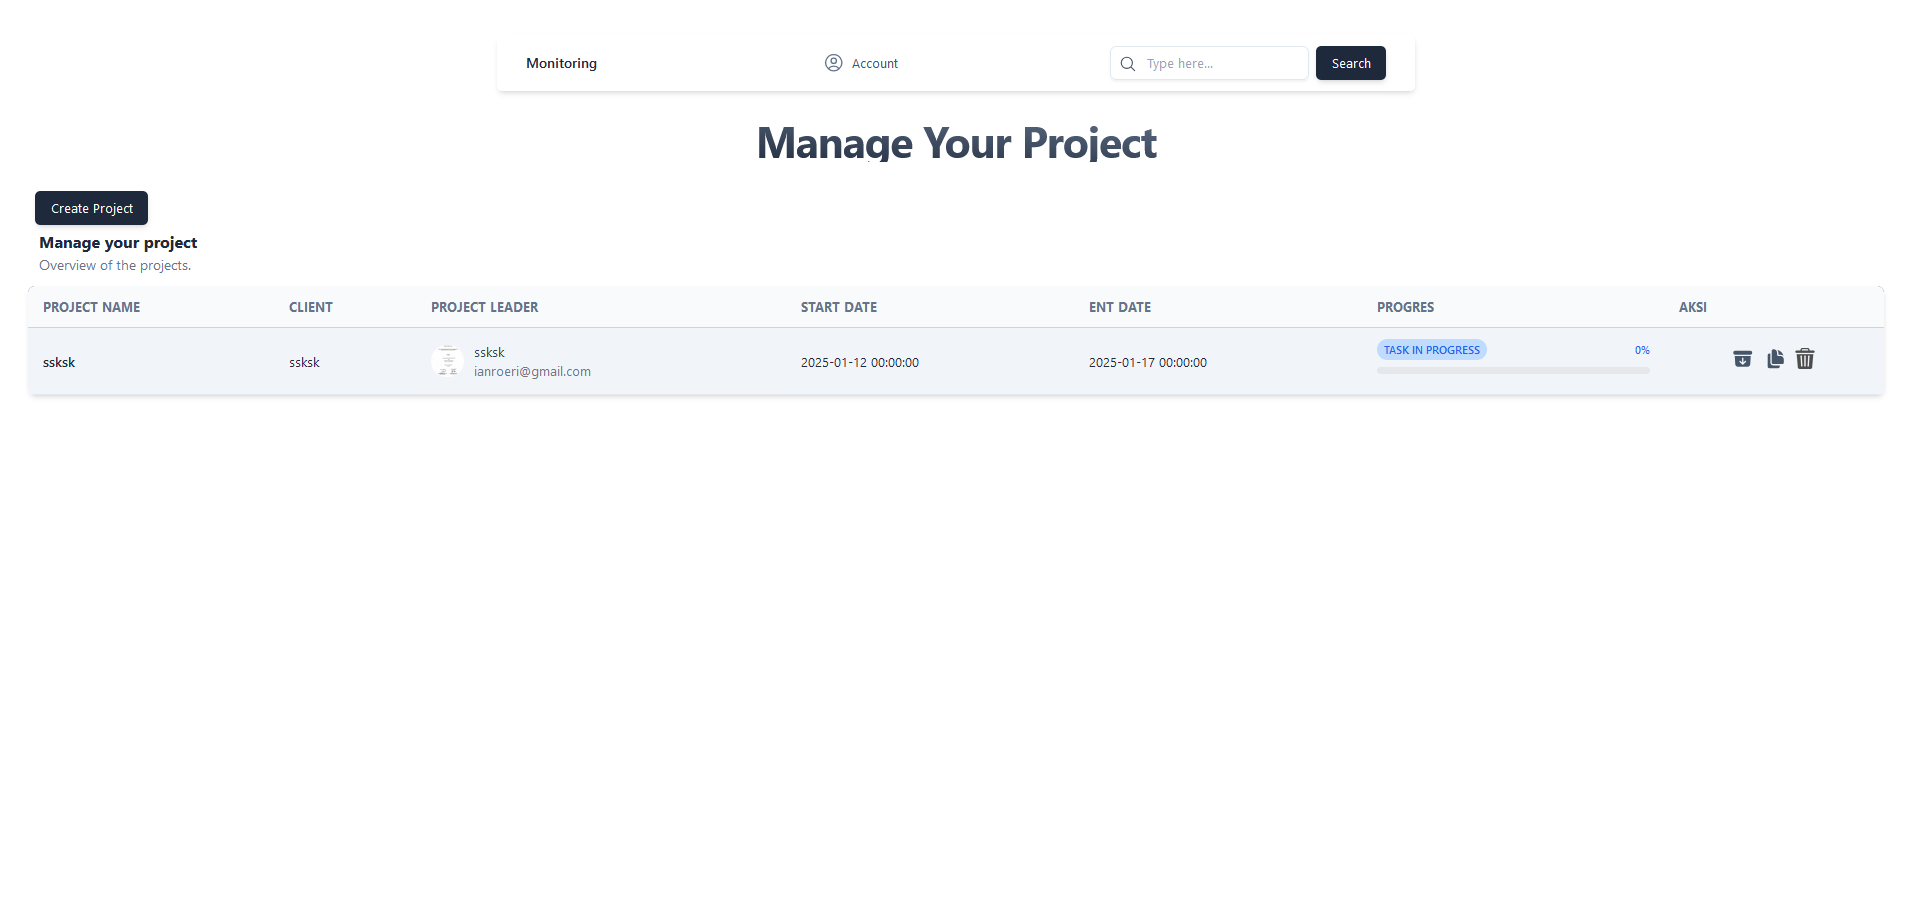 Monitoring
Account
Type here...
Search
Manage Your Project
Create Project
Manage your project
Overview of the projects.
PROJECT NAME CLIENT PROJECT LEADER START DATE ENT DATE PROGRES AKSI
ssksk ssksk ssksk 2025-01-12 00:00:00 2025-01-17 00:00:00 TASK IN PROGRESS 0%
ianroeri@gmail.com